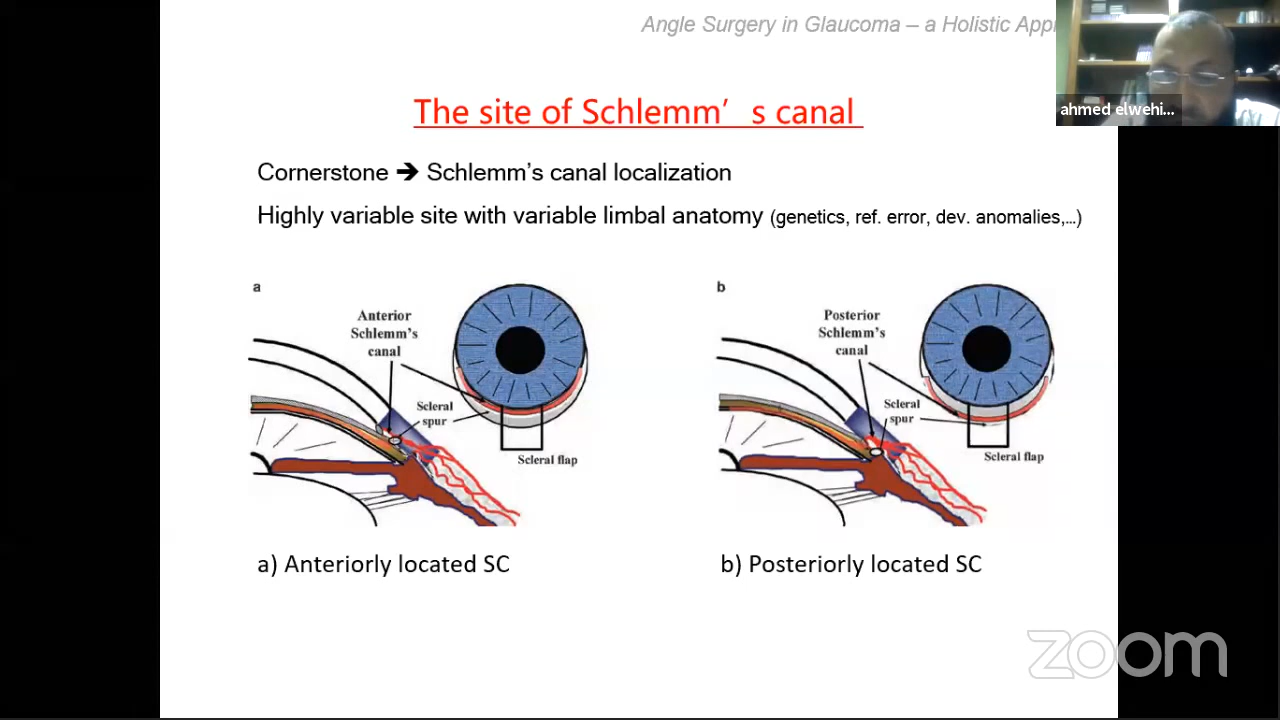 Angle Surgery in Glaucoma – a Holistic
ahmed elwehi...
The site of Schlemm’s canal
Cornerstone ➔ Schlemm’s canal localization
Highly variable site with variable limbal anatomy (genetics, ref. error, dev. anomalies,...)
a
Anterior
Schlemm’s
canal
Scleral
spur
Scleral flap
b
Posterior
Schlemm’s
canal
Scleral
spur
Scleral flap
a) Anteriorly located SC
b) Posteriorly located SC
zoom